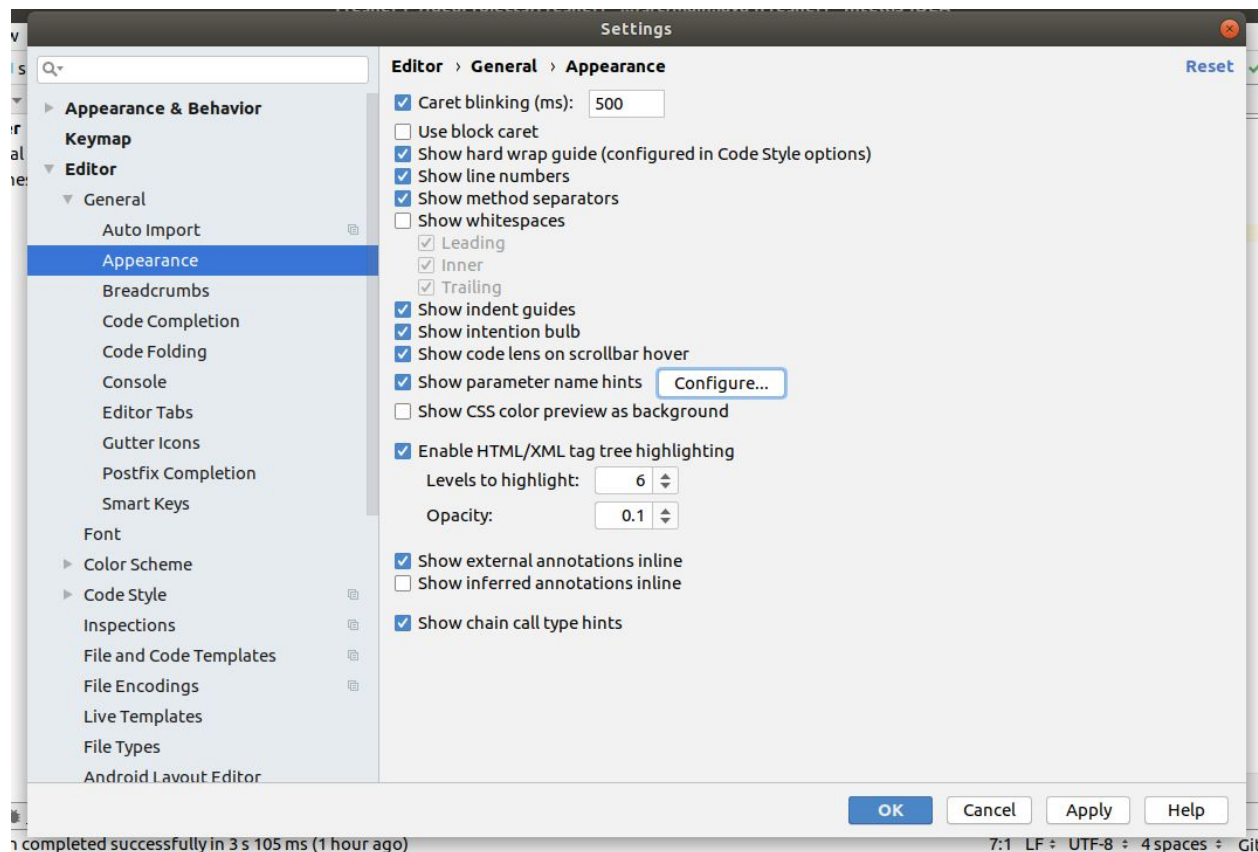 Settings
Appearance & Behavior
Keymap
Editor
General
Auto Import
Appearance
Breadcrumbs
Code Completion
Code Folding
Console
Editor Tabs
Gutter Icons
Postfix Completion
Smart Keys
Font
Color Scheme
Code Style
Inspections
File and Code Templates
File Encodings
Live Templates
File Types
Android Layout Editor
Editor › General › Appearance
Reset
Caret blinking (ms): 500
Use block caret
Show hard wrap guide (configured in Code Style options)
Show line numbers
Show method separators
Show whitespaces
Leading
Inner
Trailing
Show indent guides
Show intention bulb
Show code lens on scrollbar hover
Show parameter name hints Configure...
Show CSS color preview as background
Enable HTML/XML tag tree highlighting
Levels to highlight: 6
Opacity: 0.1
Show external annotations inline
Show inferred annotations inline
Show chain call type hints
OK Cancel Apply Help
completed successfully in 3 s 105 ms (1 hour ago) 7:1 LF UTF-8 4 spaces Git